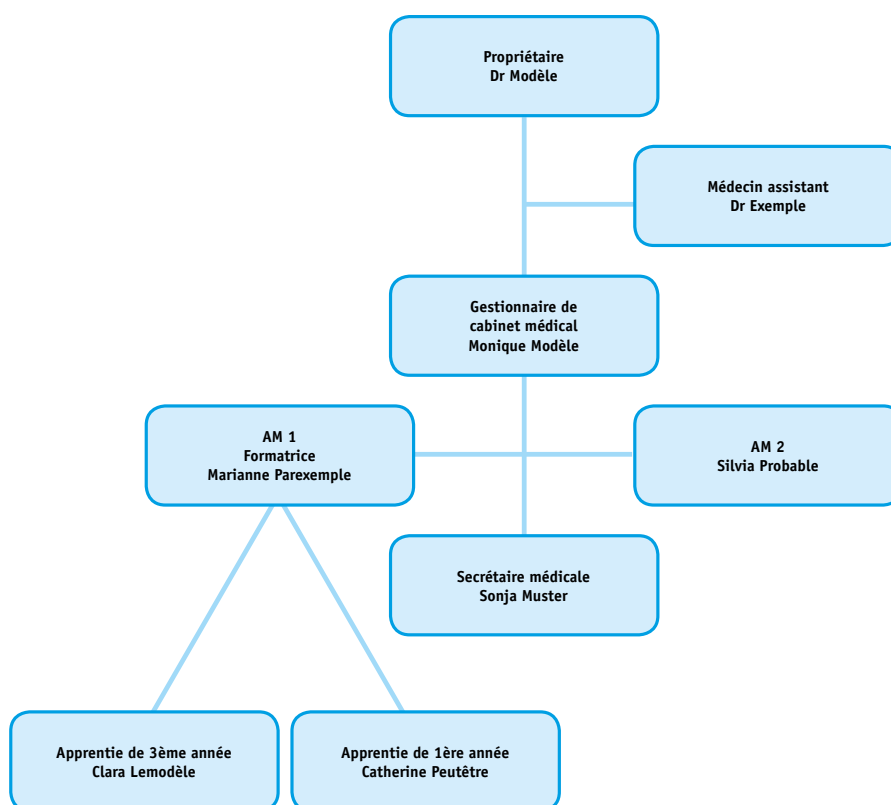 Propriétaire
Dr Modèle
Médecin assistant
Dr Exemple
Gestionnaire de
cabinet médical
Monique Modèle
AM 1
Formatrice
Marianne Parexemple
AM 2
Silvia Probable
Secrétaire médicale
Sonja Muster
Apprentie de 3ème année
Clara Lemodèle
Apprentie de 1ère année
Catherine Peutêtre